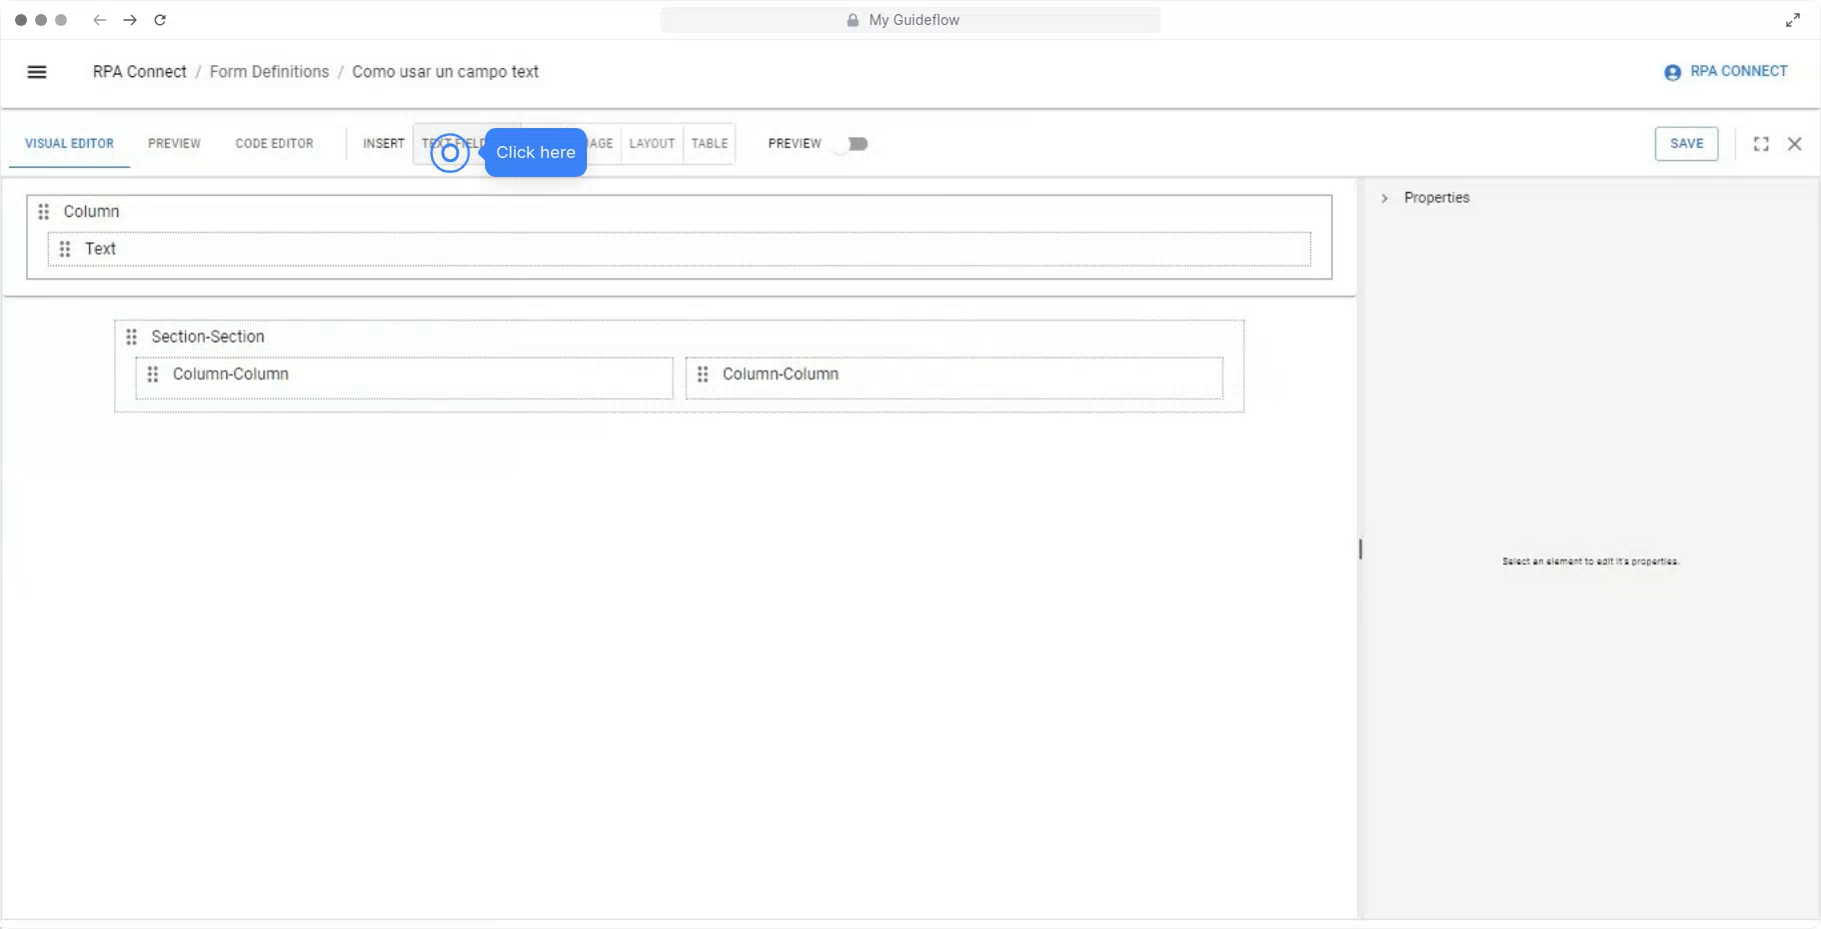 My Guideflow
RPA Connect / Form Definitions / Como usar un campo text
RPA CONNECT
VISUAL EDITOR PREVIEW CODE EDITOR INSERT TEXT FIELD Click here LAYOUT TABLE PREVIEW SAVE
Column
Text
Properties
Section-Section
Column-Column Column-Column
Select an element to edit it's properties.